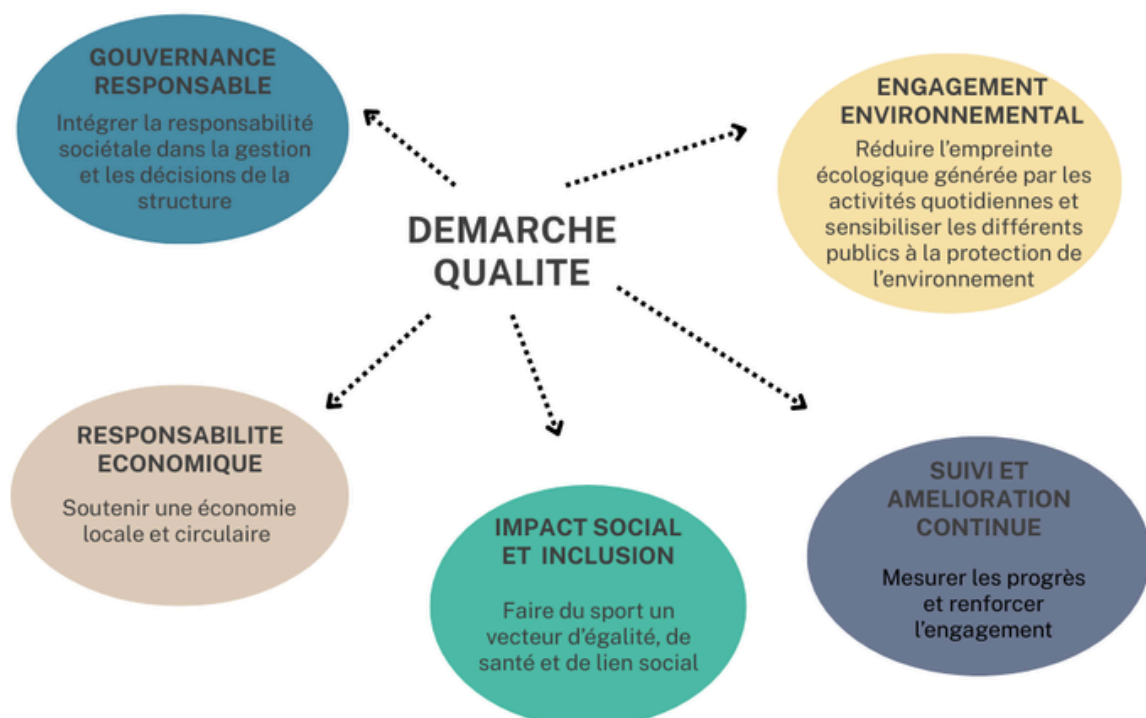 GOUVERNANCE
RESPONSABLE
Intégrer la responsabilité
sociétale dans la gestion
et les décisions de la
structure
ENGAGEMENT
ENVIRONNEMENTAL
Réduire l’empreinte
écologique générée par les
activités quotidiennes et
sensibiliser les différents
publics à la protection de
l’environnement
DEMARCHE
QUALITE
RESPONSABILITE
ECONOMIQUE
Soutenir une économie
locale et circulaire
IMPACT SOCIAL
ET INCLUSION
Faire du sport un
vecteur d’égalité, de
santé et de lien social
SUIVI ET
AMELIORATION
CONTINUE
Mesurer les progrès
et renforcer
l’engagement